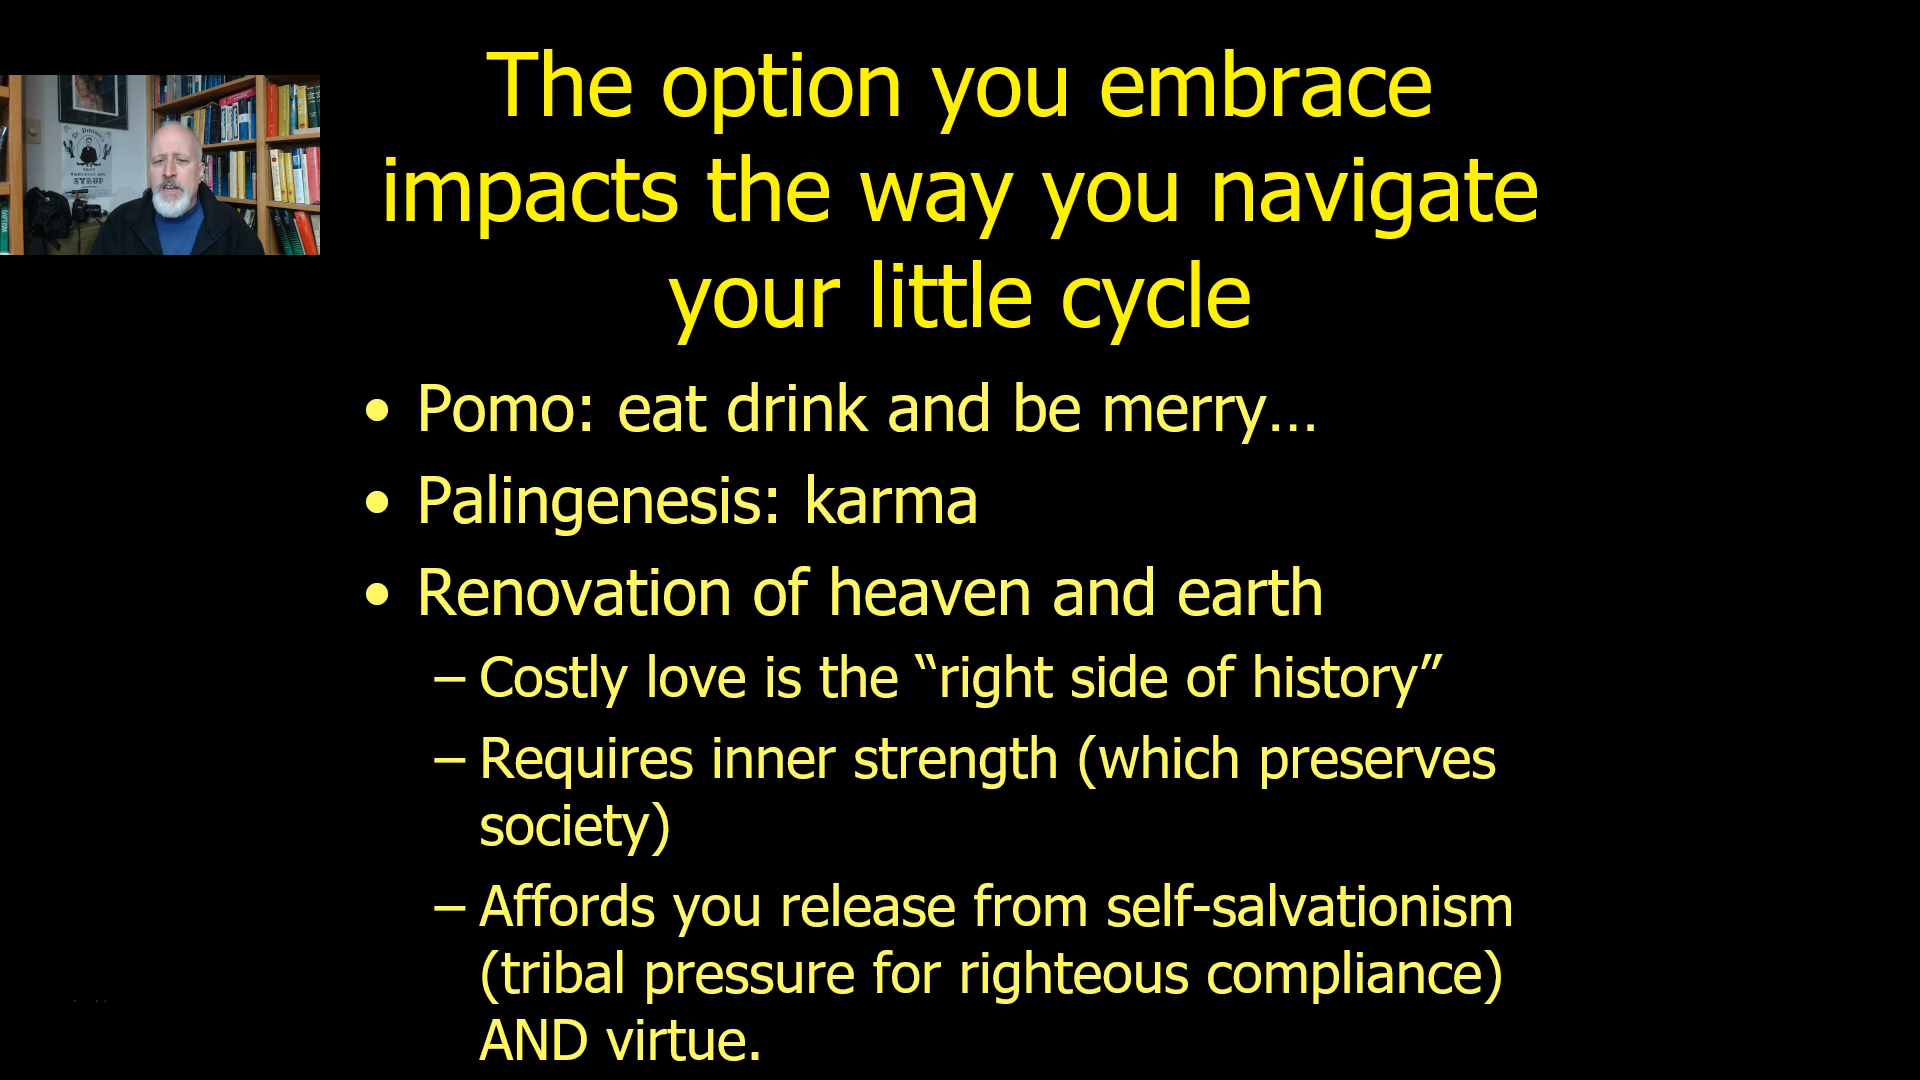 The option you embrace
impacts the way you navigate
your little cycle
• Pomo: eat drink and be merry…
• Palingenesis: karma
• Renovation of heaven and earth
– Costly love is the “right side of history”
– Requires inner strength (which preserves
society)
– Affords you release from self-salvationism
(tribal pressure for righteous compliance)
AND virtue.
SYRUP